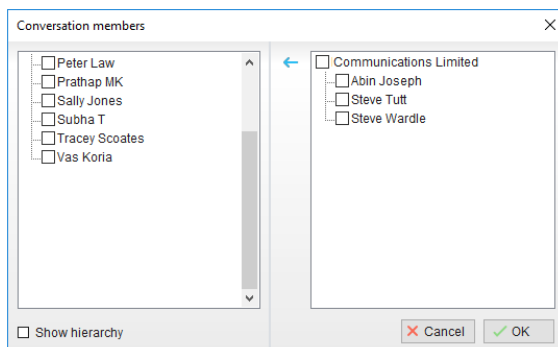 Conversation members
Peter Law
Prathap MK
Sally Jones
Subha T
Tracey Scoates
Vas Koria
Communications Limited
Abin Joseph
Steve Tutt
Steve Wardle
Show hierarchy
Cancel
OK